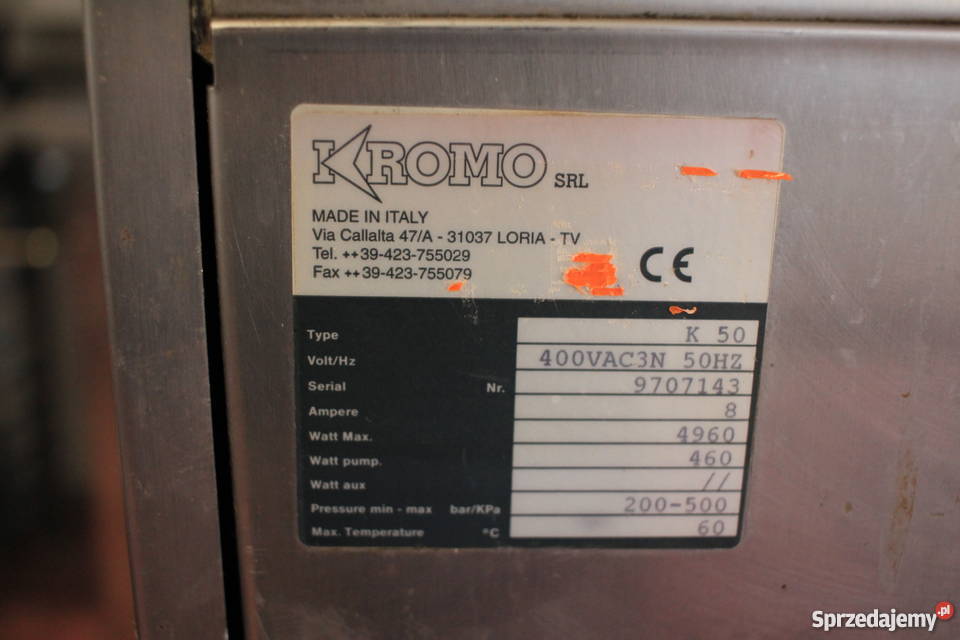 KROMO SRL
MADE IN ITALY
Via Callalta 47/A - 31037 LORIA - TV
Tel. ++39-423-755029
Fax ++39-423-755079
CE
Type K 50
Volt/Hz 400VAC3N 50HZ
Serial Nr. 9707143
Ampere 8
Watt Max. 4960
Watt pump. 460
Watt aux //
Pressure min - max bar/KPa 200-500
Max. Temperature °C 60
Sprzedajemy.pl